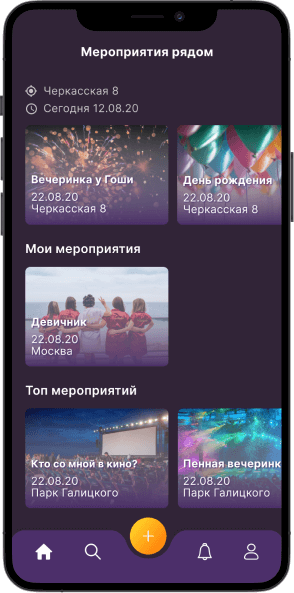 Мероприятия рядом
Черкасская 8
Сегодня 12.08.20
Вечеринка у Гоши
22.08.20
Черкасская 8
День рождения
22.08.20
Черкасская 8
Мои мероприятия
Девичник
22.08.20
Москва
Топ мероприятий
Кто со мной в кино?
22.08.20
Парк Галицкого
Пенная вечеринк
22.08.20
Парк Галицкого